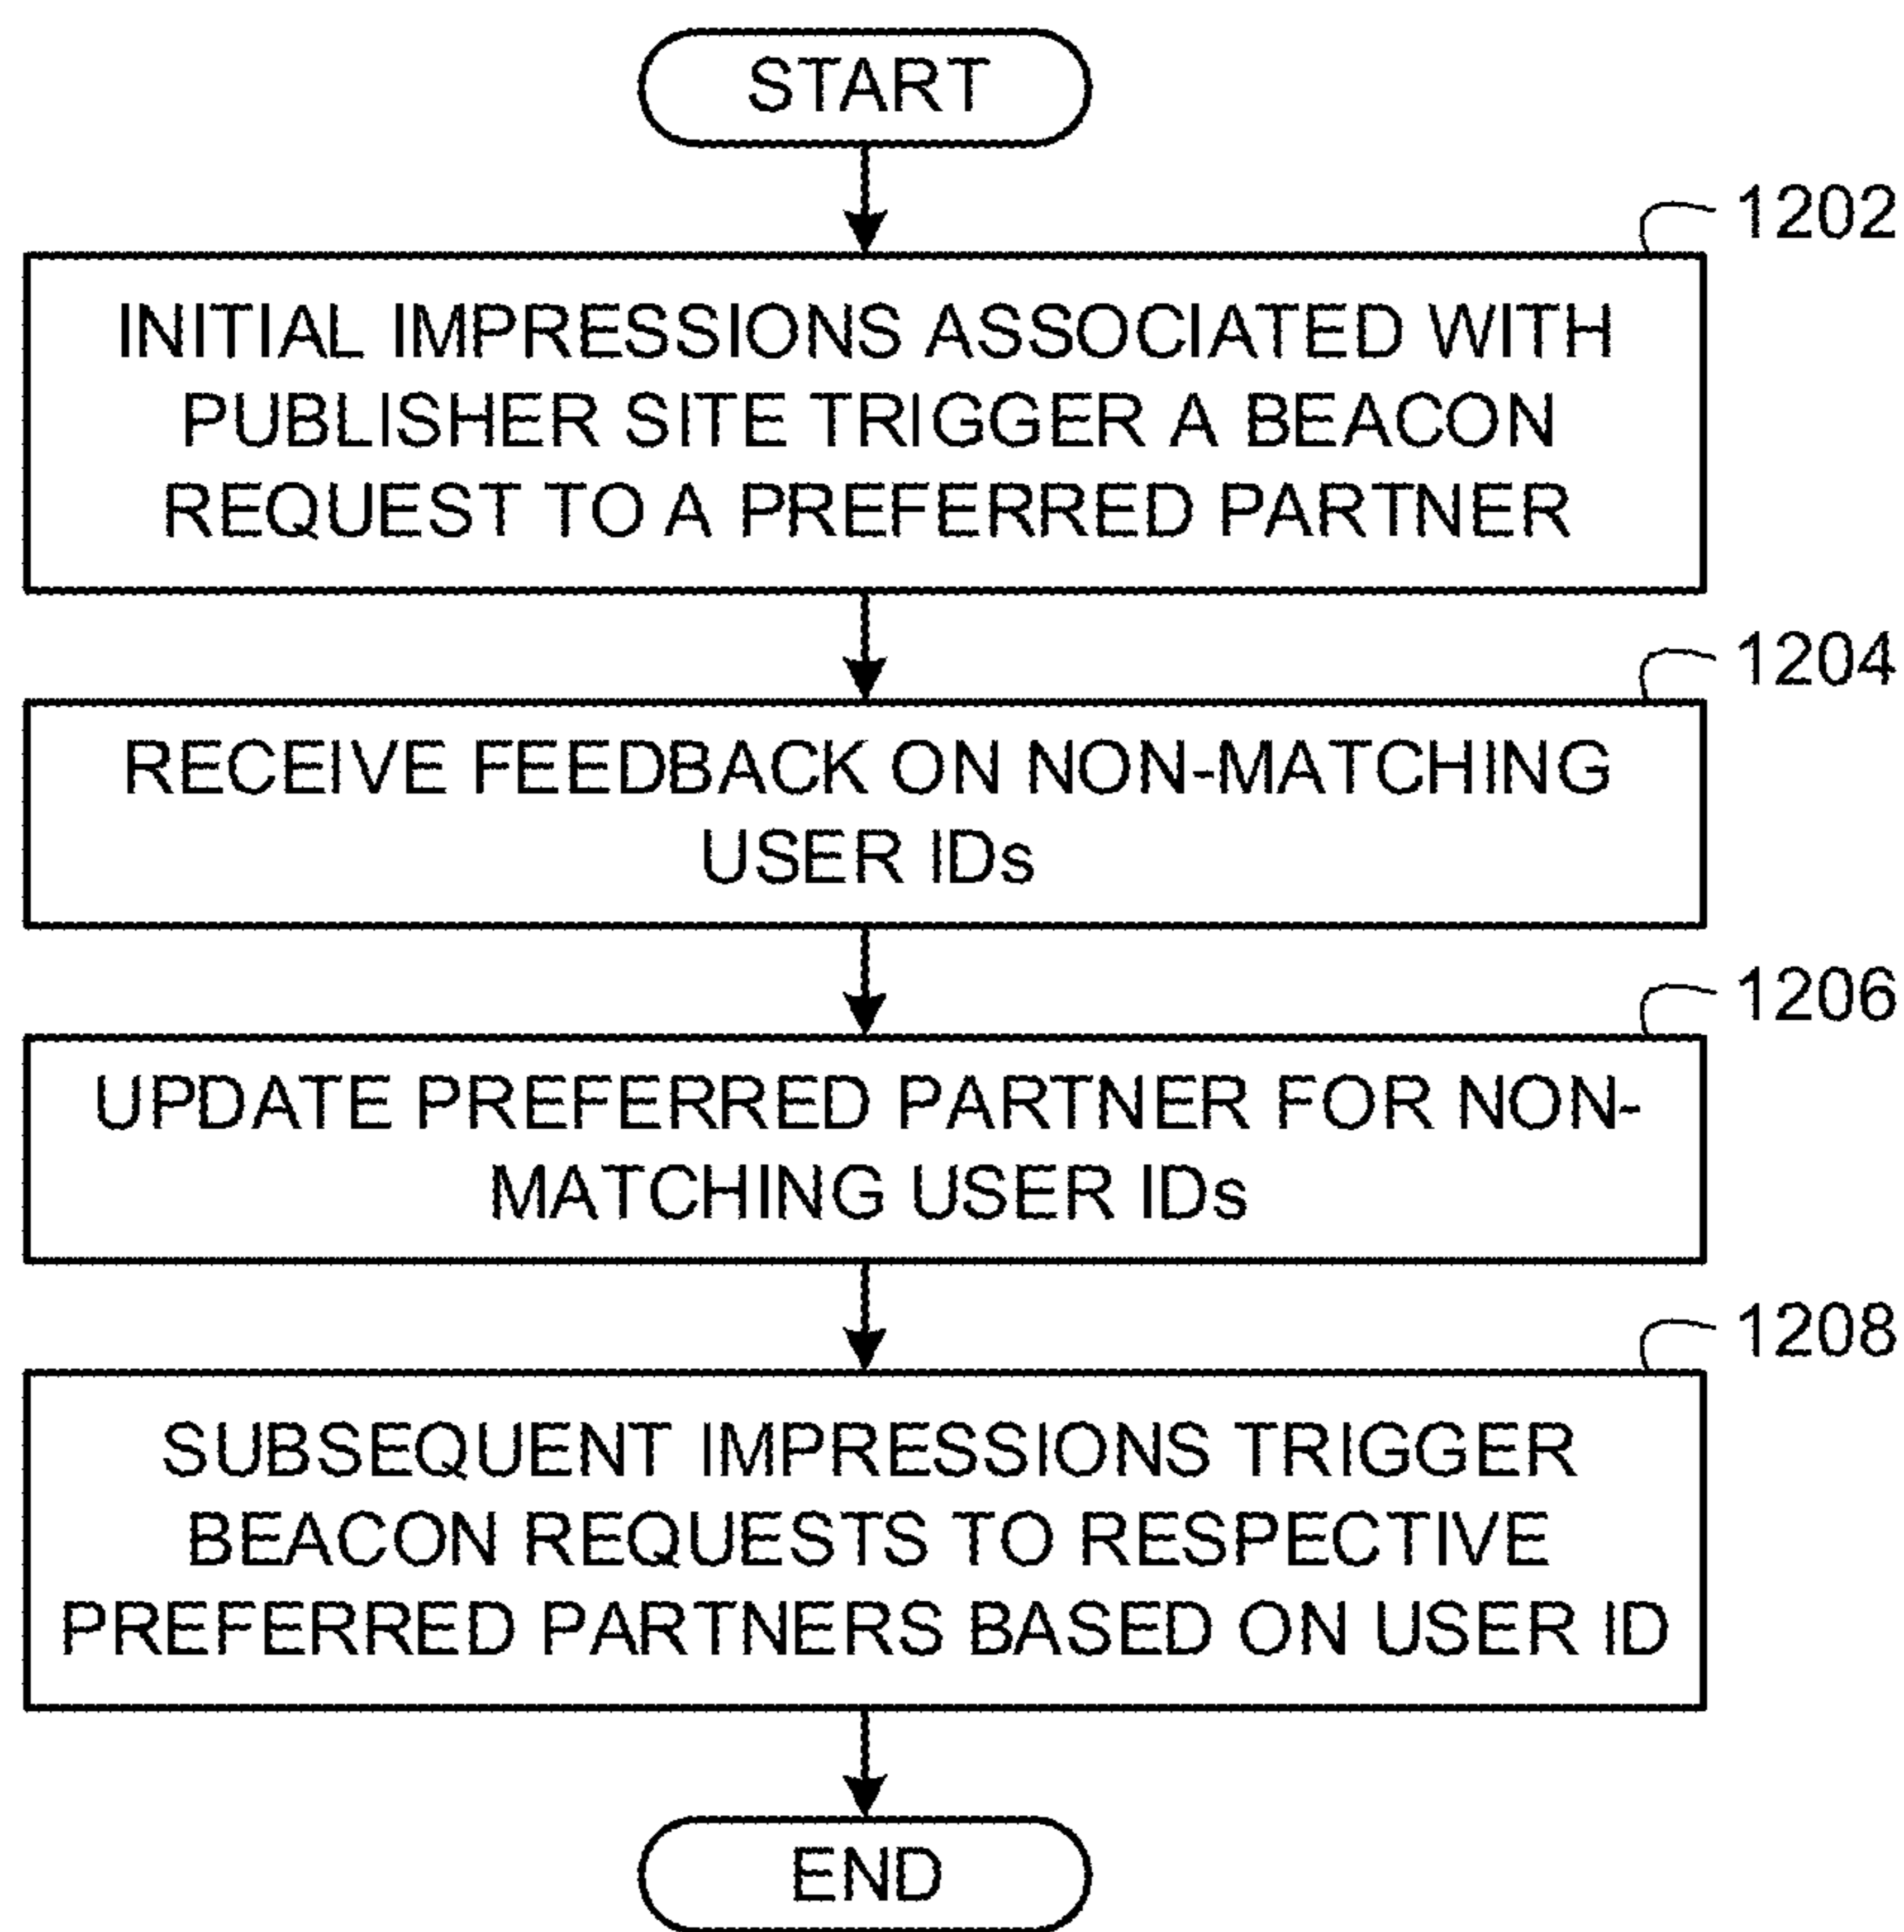 START
1202
INITIAL IMPRESSIONS ASSOCIATED WITH
PUBLISHER SITE TRIGGER A BEACON
REQUEST TO A PREFERRED PARTNER
1204
RECEIVE FEEDBACK ON NON-MATCHING
USER IDs
1206
UPDATE PREFERRED PARTNER FOR NON-
MATCHING USER IDs
1208
SUBSEQUENT IMPRESSIONS TRIGGER
BEACON REQUESTS TO RESPECTIVE
PREFERRED PARTNERS BASED ON USER ID
END